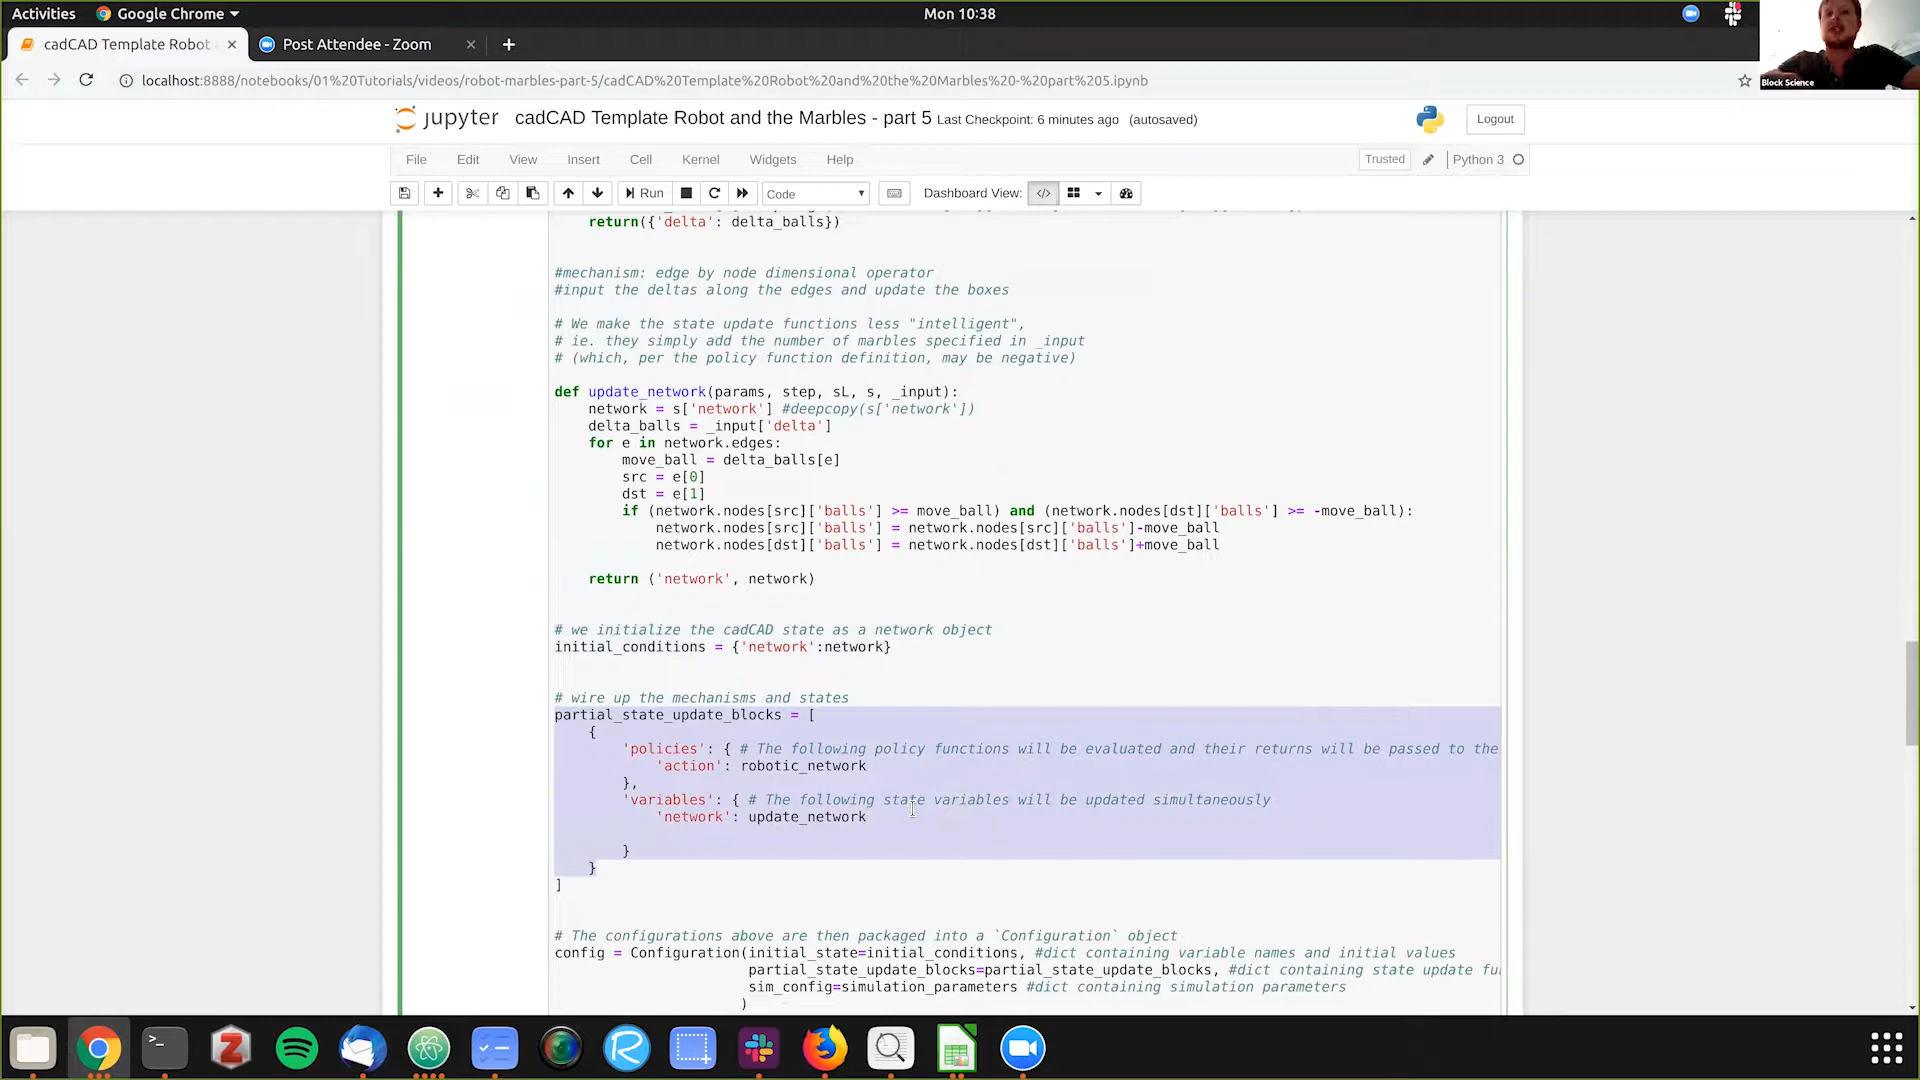 Activities Google Chrome Mon 10:38
cadCAD Template Robot Post Attendee - Zoom
Block Science
localhost:8888/notebooks/01%20Tutorials/videos/robot-marbles-part-5/cadCAD%20Template%20Robot%20and%20the%20Marbles%20-%20part%205.ipynb
jupyter cadCAD Template Robot and the Marbles - part 5 Last Checkpoint: 6 minutes ago (autosaved) Logout
File Edit View Insert Cell Kernel Widgets Help Trusted Python 3
Run Code Dashboard View:
return({'delta': delta_balls})
#mechanism: edge by node dimensional operator
#input the deltas along the edges and update the boxes
# We make the state update functions less "intelligent",
# ie. they simply add the number of marbles specified in _input
# (which, per the policy function definition, may be negative)
def update_network(params, step, sL, s, _input):
network = s['network'] #deepcopy(s['network'])
delta_balls = _input['delta']
for e in network.edges:
move_ball = delta_balls[e]
src = e[0]
dst = e[1]
if (network.nodes[src]['balls'] >= move_ball) and (network.nodes[dst]['balls'] >= -move_ball):
network.nodes[src]['balls'] = network.nodes[src]['balls']-move_ball
network.nodes[dst]['balls'] = network.nodes[dst]['balls']+move_ball
return ('network', network)
# we initialize the cadCAD state as a network object
initial_conditions = {'network':network}
# wire up the mechanisms and states
partial_state_update_blocks = [
{
'policies': { # The following policy functions will be evaluated and their returns will be passed to the
'action': robotic_network
},
'variables': { # The following state variables will be updated simultaneously
'network': update_network
}
}
]
# The configurations above are then packaged into a `Configuration` object
config = Configuration(initial_state=initial_conditions, #dict containing variable names and initial values
partial_state_update_blocks=partial_state_update_blocks, #dict containing state update
sim_config=simulation_parameters #dict containing simulation parameters
)